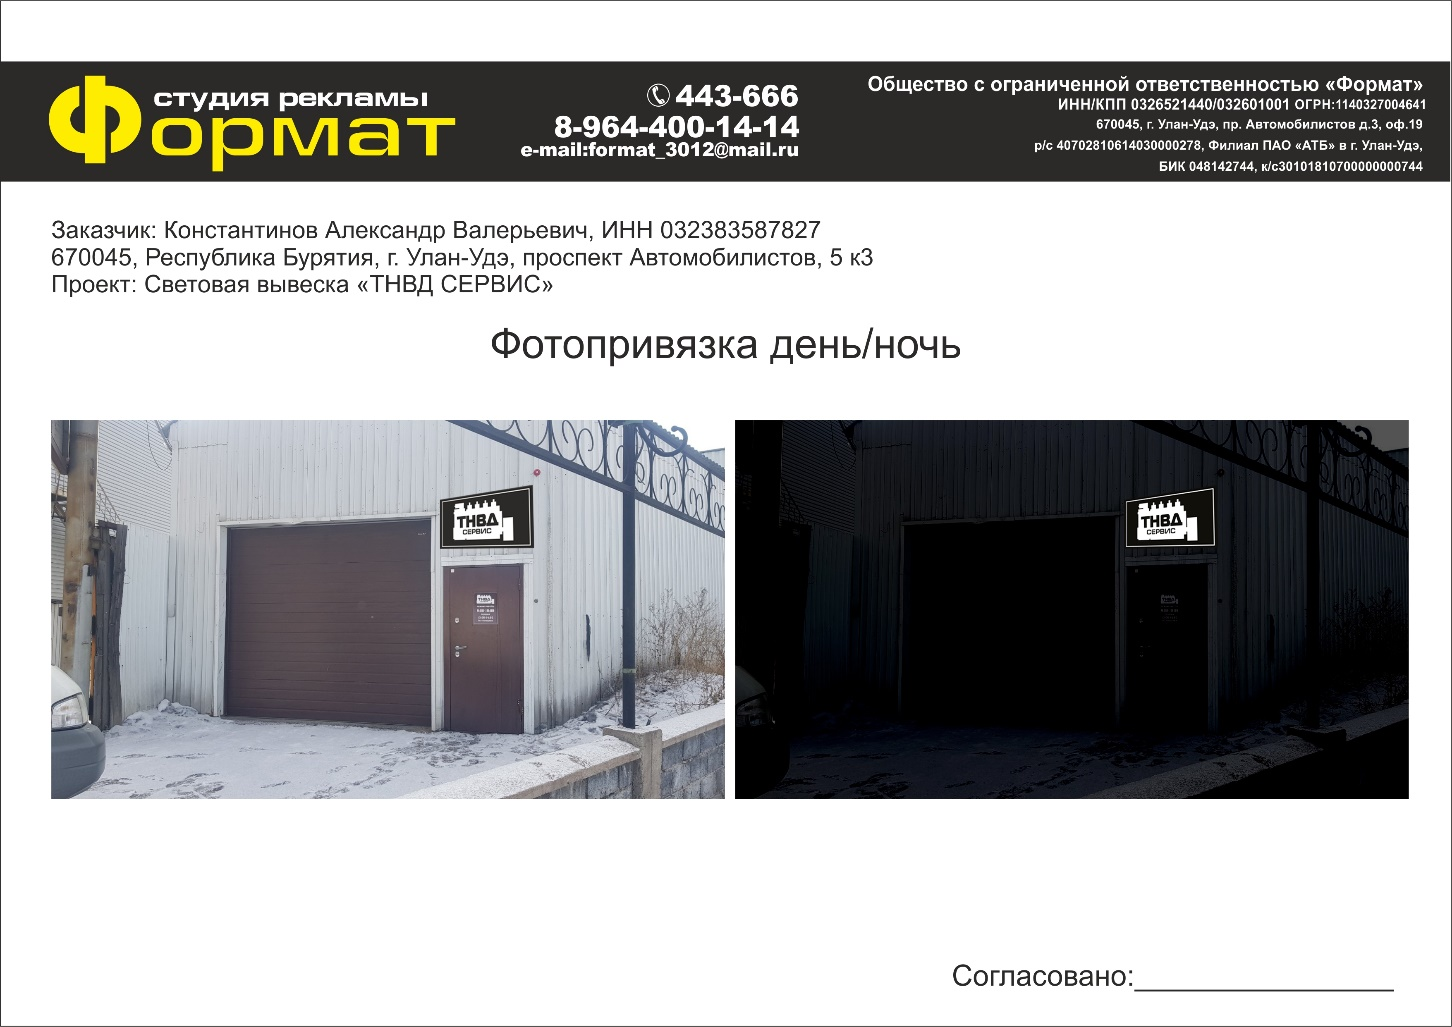 студия рекламы
Формат
443-666
8-964-400-14-14
e-mail:format_3012@mail.ru
Общество с ограниченной ответственностью «Формат»
ИНН/КПП 0326521440/032601001 ОГРН:1140327004641
670045, г. Улан-Удэ, пр. Автомобилистов д.3, оф.19
р/с 40702810614030000278, Филиал ПАО «АТБ» в г. Улан-Удэ,
БИК 048142744, к/с30101810700000000744
Заказчик: Константинов Александр Валерьевич, ИНН 032383587827
670045, Республика Бурятия, г. Улан-Удэ, проспект Автомобилистов, 5 к3
Проект: Световая вывеска «ТНВД СЕРВИС»
Фотопривязка день/ночь
ТНВД
СЕРВИС
ТНВД
СЕРВИС
Согласовано: